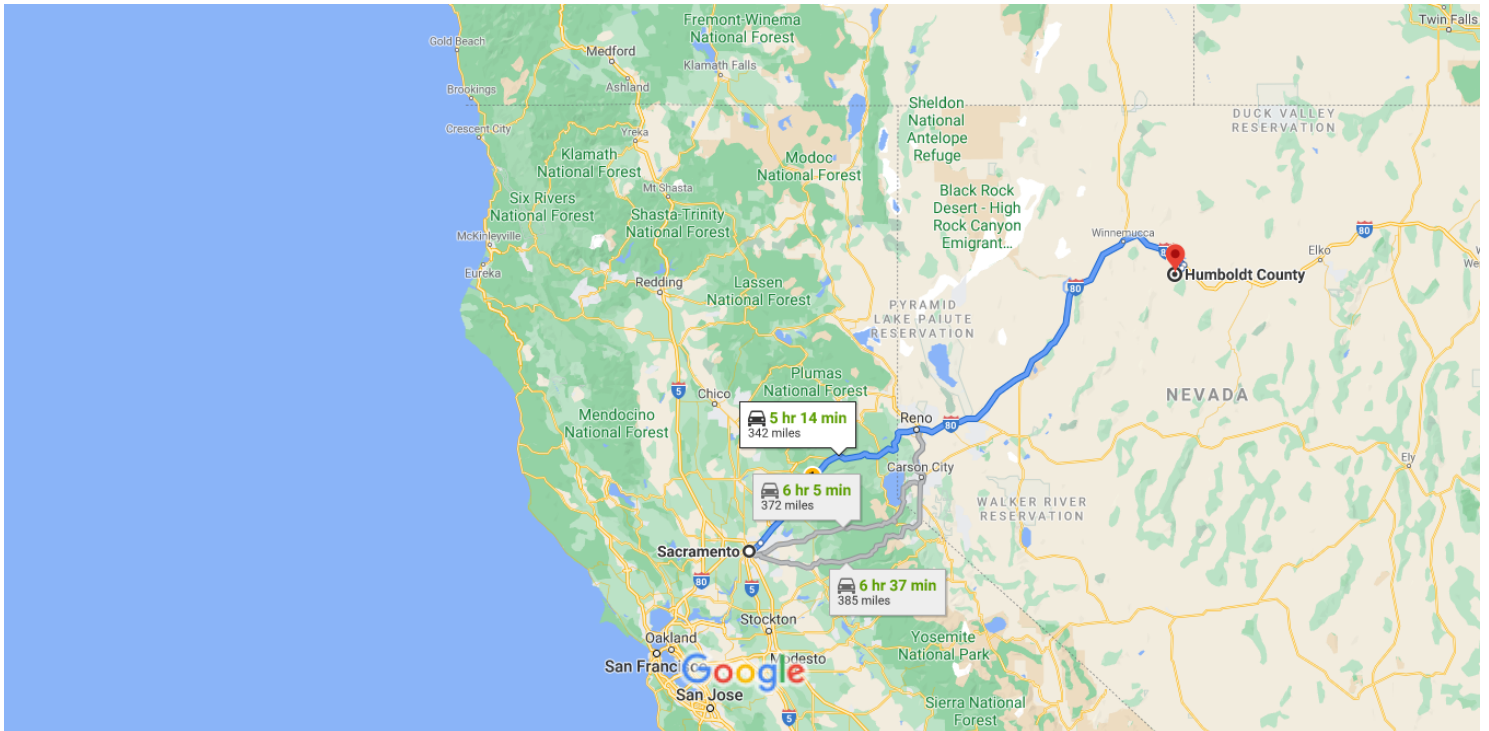 Fremont-Winema
National Forest
Twin Falls
Gold Beach
Medford
Klamath Falls
Ashland
Brookings
Sheldon
National
Antelope
Refuge
DUCK VALLEY
RESERVATION
Crescent City
Yreka
Klamath
National Forest
Modoc
National Forest
Mt Shasta
Six Rivers
National Forest
Black Rock
Desert - High
Rock Canyon
Emigrant...
Shasta-Trinity
National Forest
McKinleyville
Winnemucca
80
Elko
Eureka
Humboldt County
We
Redding
Lassen
National Forest
80
PYRAMID
LAKE PAIUTE
RESERVATION
Plumas
National Forest
5
Chico
NEVADA
Mendocino
National Forest
5 hr 14 min
342 miles
Reno
80
Carson City
Ely
6 hr 5 min
372 miles
WALKER RIVER
RESERVATION
Sacramento
80
5
6 hr 37 min
385 miles
Stockton
Oakland
Yosemite
National Park
San Francisco
Google
Modesto
San Jose
Sierra National
Forest
5